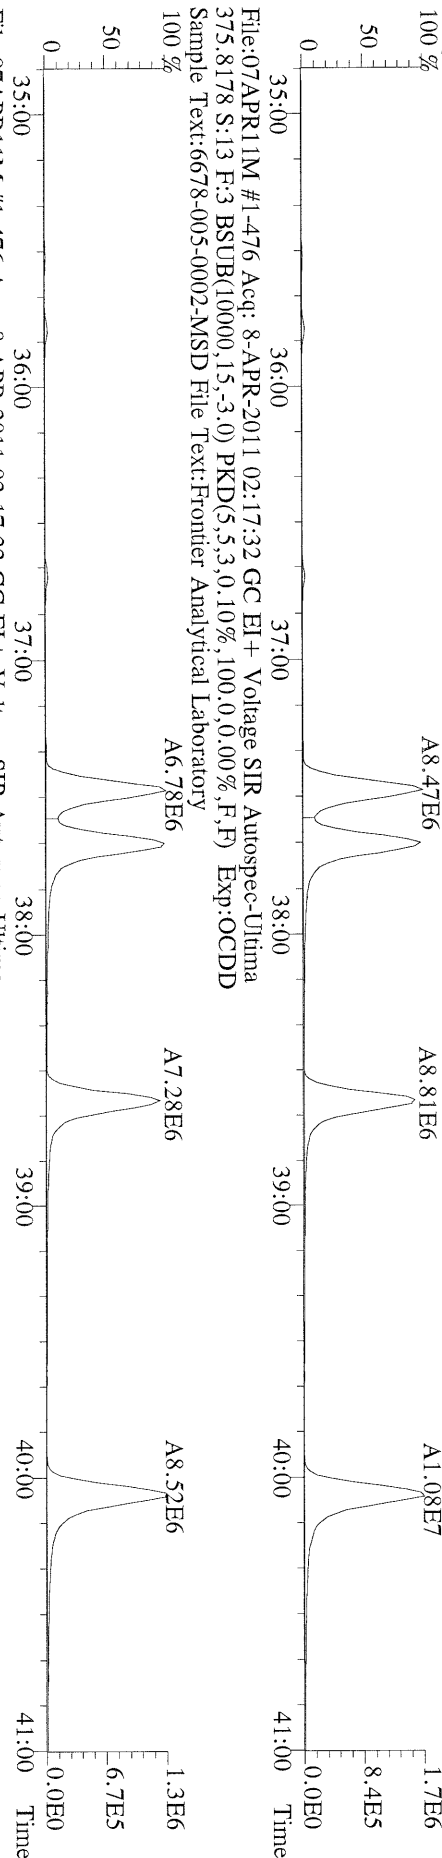 100 % A8.47E6 A8.81E6 A1.08E7 1.7E6
50 8.4E5
0 0.0E0
35:00 36:00 37:00 38:00 39:00 40:00 Time
File:07APR11M #1-476 Acq: 8-APR-2011 02:17:32 GC EI+ Voltage SIR Autospec-Ultima
375.8178 S:13 F:3 BSUB(10000,15,-3.0) PKD(5,5,3,0.10%,100.0,0.00%,F,F) Exp:OCDD
Sample Text:6678-005-0002-MSD File Text:Frontier Analytical Laboratory
100 % A6.78E6 A7.28E6 A8.52E6 1.3E6
50 6.7E5
0 0.0E0
35:00 36:00 37:00 38:00 39:00 40:00 41:00 Time